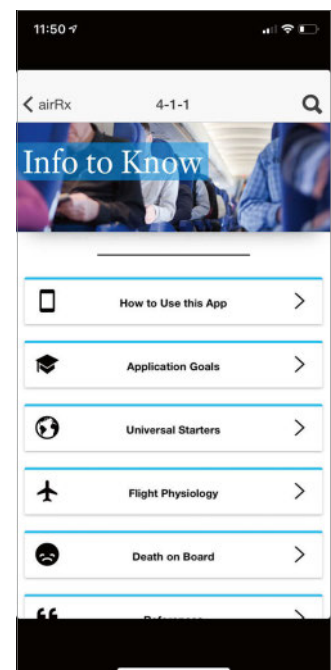 11:50
airRx
4-1-1
Info to Know
How to Use this App
Application Goals
Universal Starters
Flight Physiology
Death on Board
References